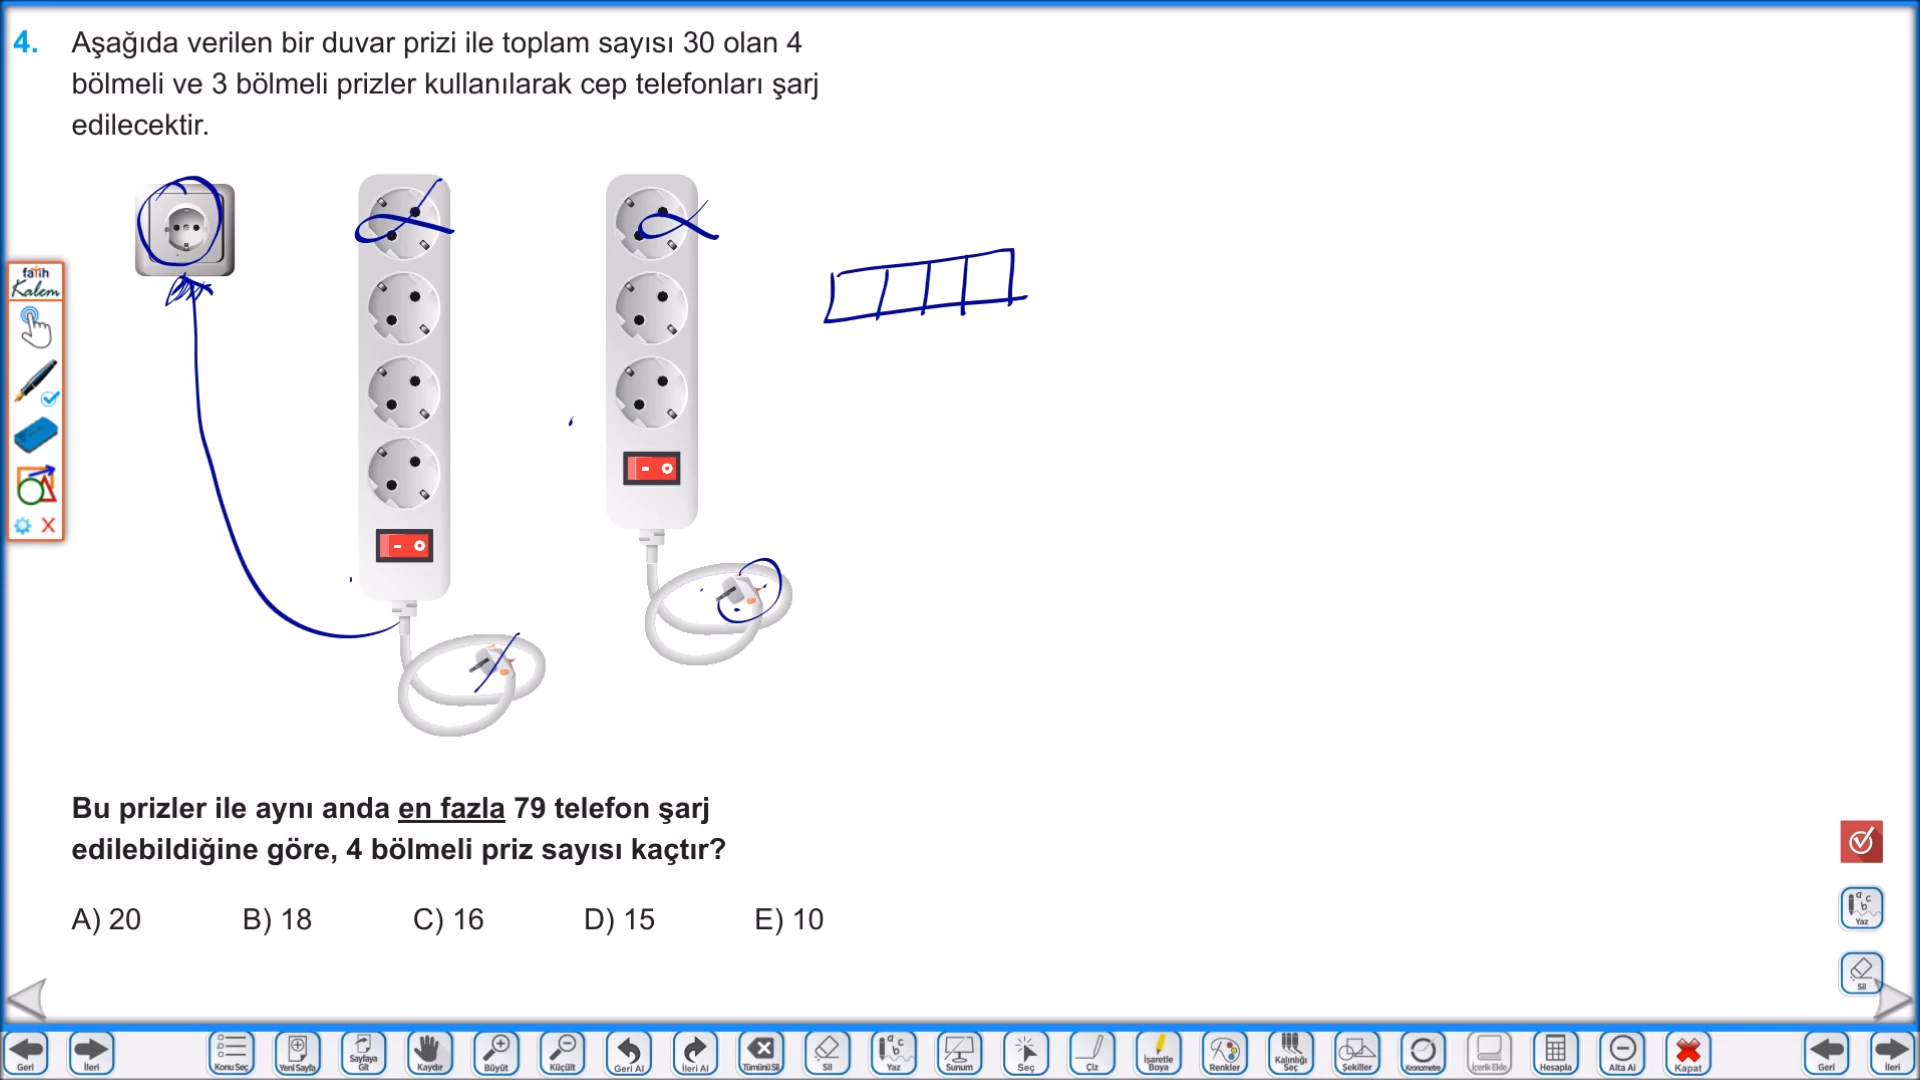 4. Aşağıda verilen bir duvar prizi ile toplam sayısı 30 olan 4
bölmeli ve 3 bölmeli prizler kullanılarak cep telefonları şarj
edilecektir.
fatih
Kalem
Bu prizler ile aynı anda en fazla 79 telefon şarj
edilebildiğine göre, 4 bölmeli priz sayısı kaçtır?
A) 20 B) 18 C) 16 D) 15 E) 10
a b c
Yaz
Sil
Geri İleri Konu Seç Yeni Sayfa Sayfaya Git Kaydır Büyüt Küçült Geri Al İleri Al Tümünü Sil Sil Yaz Sunum Seç Çiz İşaretle Boya Renkler Kalınlığı Seç Şekiller Kronometre İçerik Ekle Hesapla Alta Al Kapat Geri İleri